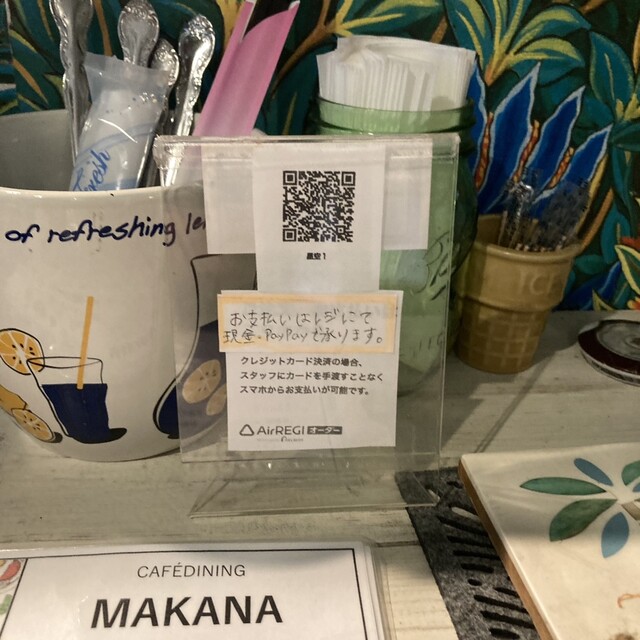 of refreshing le
黒安1
お支払いはレジにて
現金・PayPayで承ります。
クレジットカード決済の場合、
スタッフにカードを手渡すことなく
スマホからお支払いが可能です。
AirREGI オーダー
ICE
CAFÉDINING
MAKANA